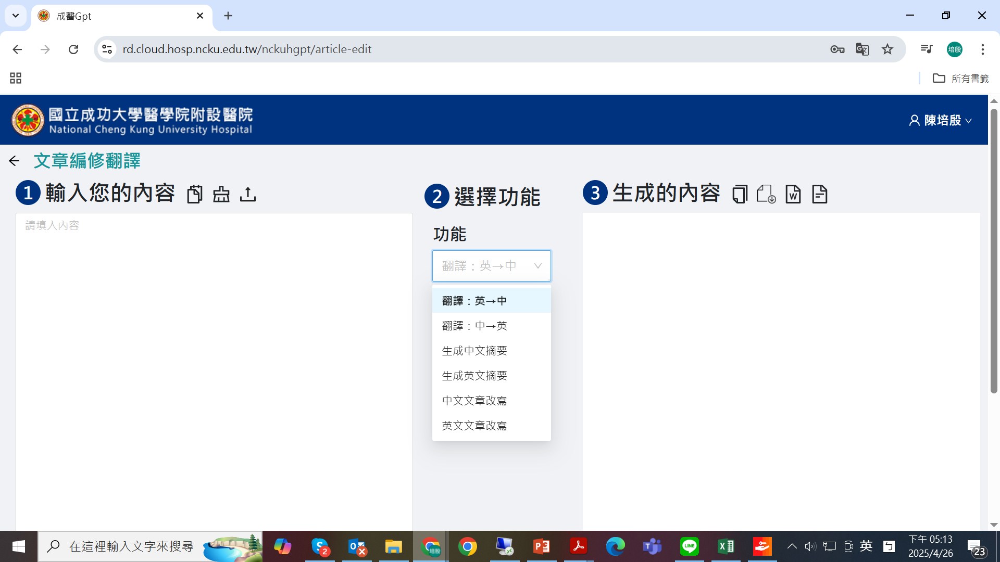 成醫Gpt
rd.cloud.hosp.ncku.edu.tw/nckuhgpt/article-edit
培殷
所有書籤
國立成功大學醫學院附設醫院
National Cheng Kung University Hospital
陳培殷
文章編修翻譯
1 輸入您的內容
請填入內容
2 選擇功能
功能
翻譯：英→中
翻譯：英→中
翻譯：中→英
生成中文摘要
生成英文摘要
中文文章改寫
英文文章改寫
3 生成的內容
W
在這裡輸入文字來搜尋
2
培殷
LINE
英
ㄅ
下午 05:13
2025/4/26
23